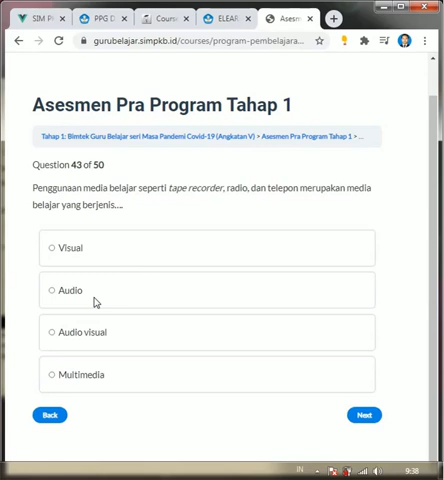 SIM PK
PPG D
Course
ELEAR
Asesm
gurubelajar.simpkb.id/courses/program-pembelajara...
Asesmen Pra Program Tahap 1
Tahap 1: Bimtek Guru Belajar seri Masa Pandemi Covid-19 (Angkatan V) > Asesmen Pra Program Tahap 1 > ...
Question 43 of 50
Penggunaan media belajar seperti tape recorder, radio, dan telepon merupakan media
belajar yang berjenis....
Visual
Audio
Audio visual
Multimedia
Back
Next
IN
9:38